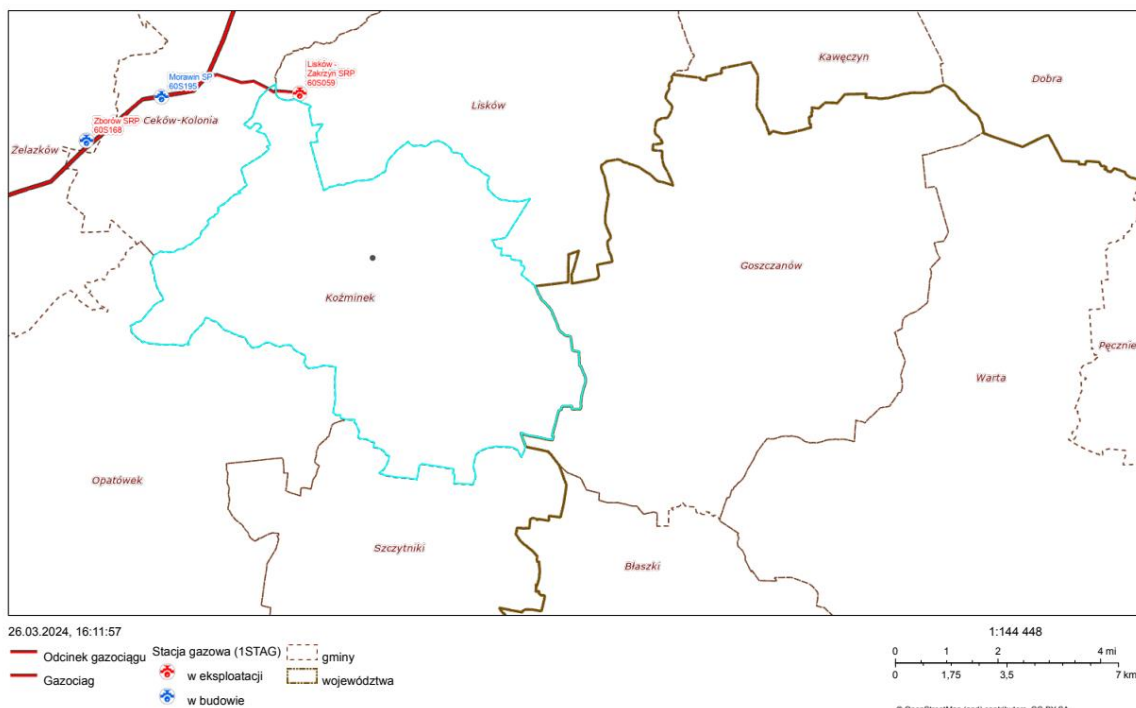 Kawęczyn
Dobra
Lisków -
Zakrzyn SRP
60S059
Morawin SP
60S195
Lisków
Zborów SRP
60S168
Ceków-Kolonia
Żelazków
Goszczanów
Koźminek
Pęcznie
Warta
Opatówek
Szczytniki
Błaszki
26.03.2024, 16:11:57
1:144 448
Odcinek gazociągu
Gazociag
Stacja gazowa (1STAG)
w eksploatacji
w budowie
gminy
województwa
0 1 2 4 mi
0 1,75 3,5 7 km